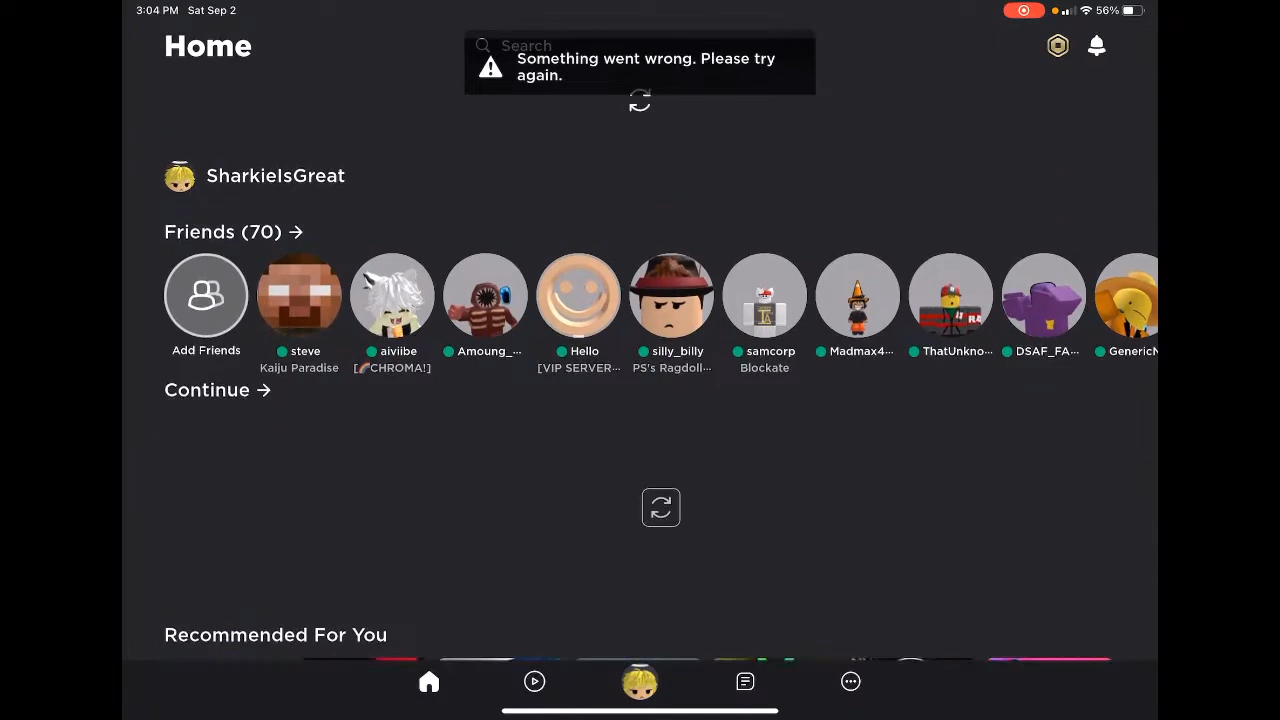 3:04 PM Sat Sep 2
56%
Home
Search
Something went wrong. Please try
again.
SharkieIsGreat
Friends (70)
Add Friends
steve
Kaiju Paradise
aiviibe
[🌈CHROMA!]
Amoung_...
Hello
[VIP SERVER...
silly_billy
PS's Ragdoll...
samcorp
Blockate
Madmax4...
ThatUnkno...
DSAF_FA...
GenericN
Continue
Recommended For You